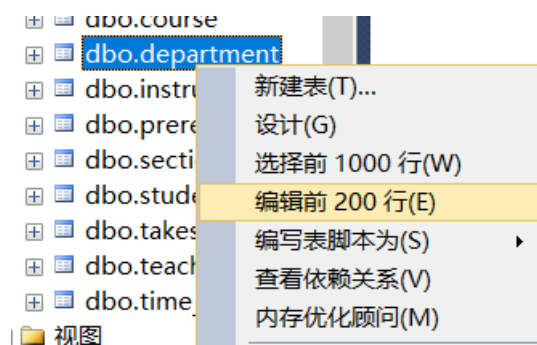 dbo.course
dbo.department
dbo.instru
dbo.prere
dbo.secti
dbo.stude
dbo.takes
dbo.teach
dbo.time_
视图
新建表(T)...
设计(G)
选择前 1000 行(W)
编辑前 200 行(E)
编写表脚本为(S)
查看依赖关系(V)
内存优化顾问(M)